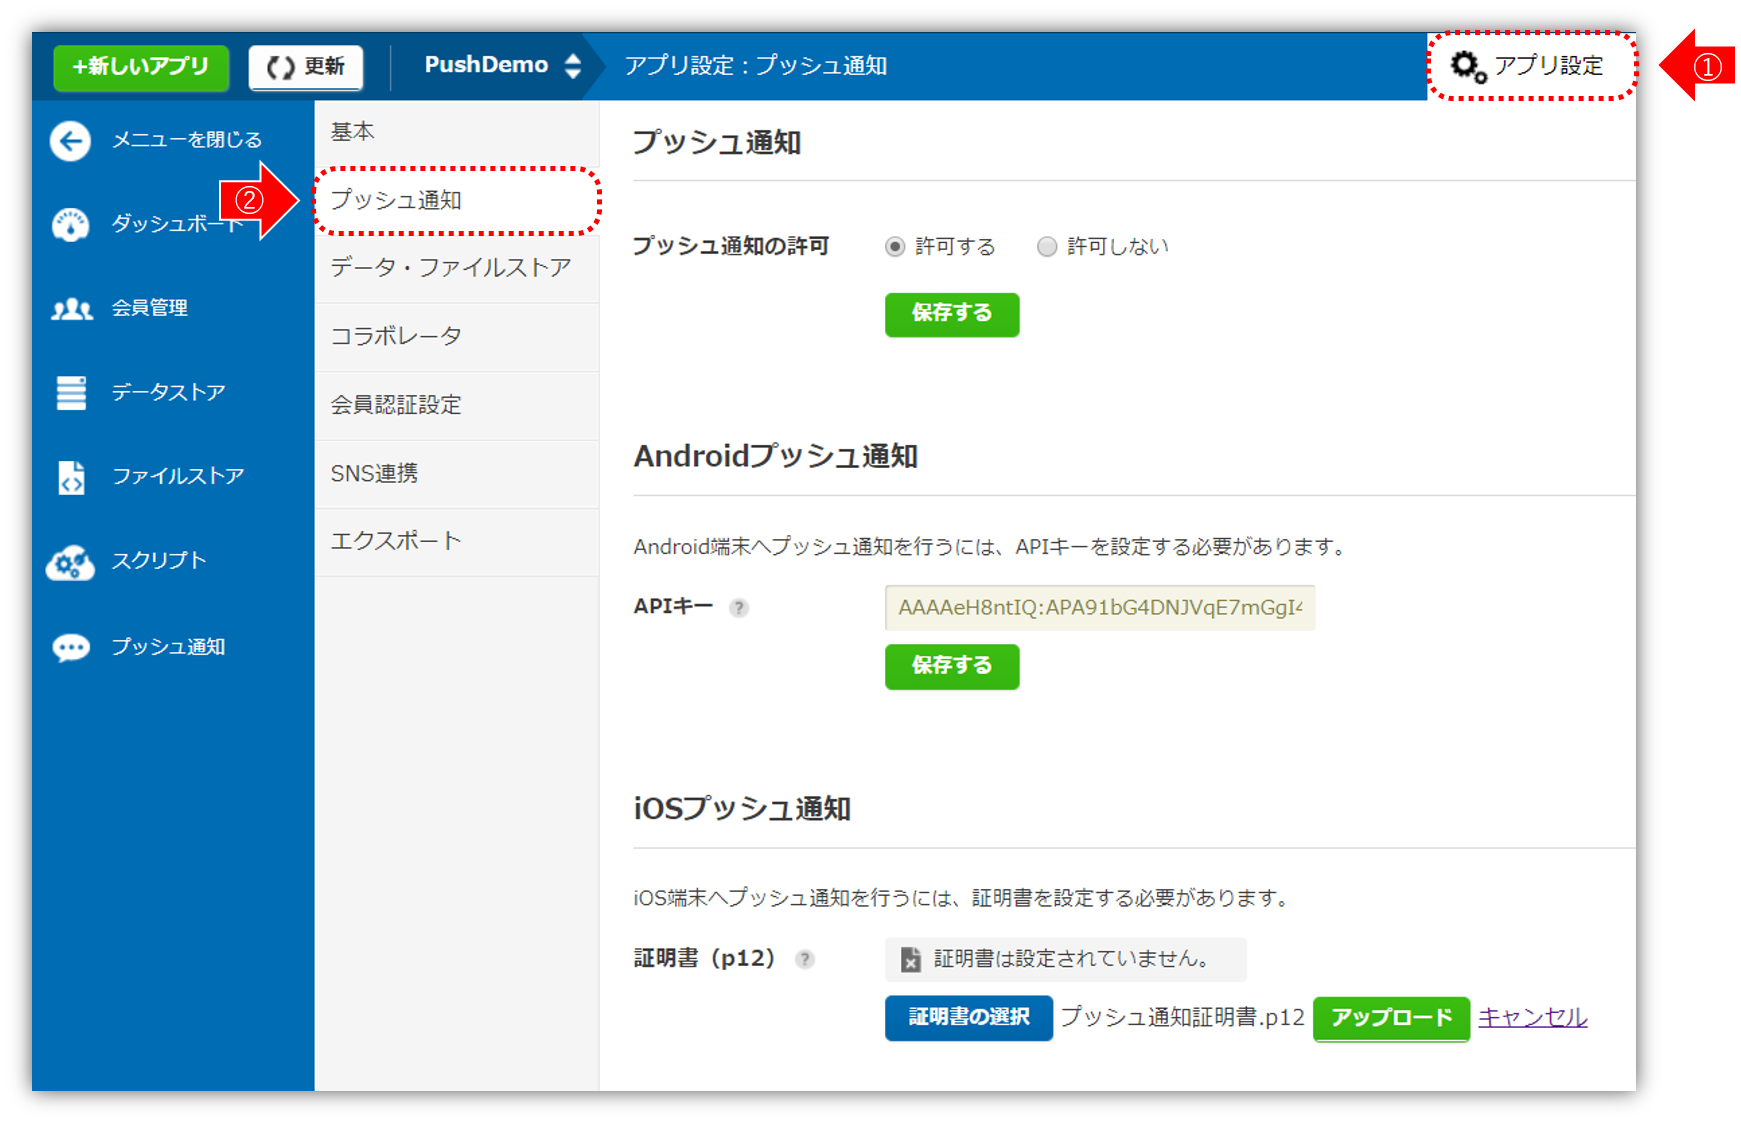 +新しいアプリ 更新 PushDemo アプリ設定：プッシュ通知 アプリ設定 ①
メニューを閉じる
ダッシュボード
会員管理
データストア
ファイルストア
スクリプト
プッシュ通知
基本
② プッシュ通知
データ・ファイルストア
コラボレータ
会員認証設定
SNS連携
エクスポート
プッシュ通知
プッシュ通知の許可 許可する 許可しない
保存する
Androidプッシュ通知
Android端末へプッシュ通知を行うには、APIキーを設定する必要があります。
APIキー ? AAAAeH8ntIQ:APA91bG4DNJVqE7mGgI4
保存する
iOSプッシュ通知
iOS端末へプッシュ通知を行うには、証明書を設定する必要があります。
証明書（p12） ? 証明書は設定されていません。
証明書の選択 プッシュ通知証明書.p12 アップロード キャンセル